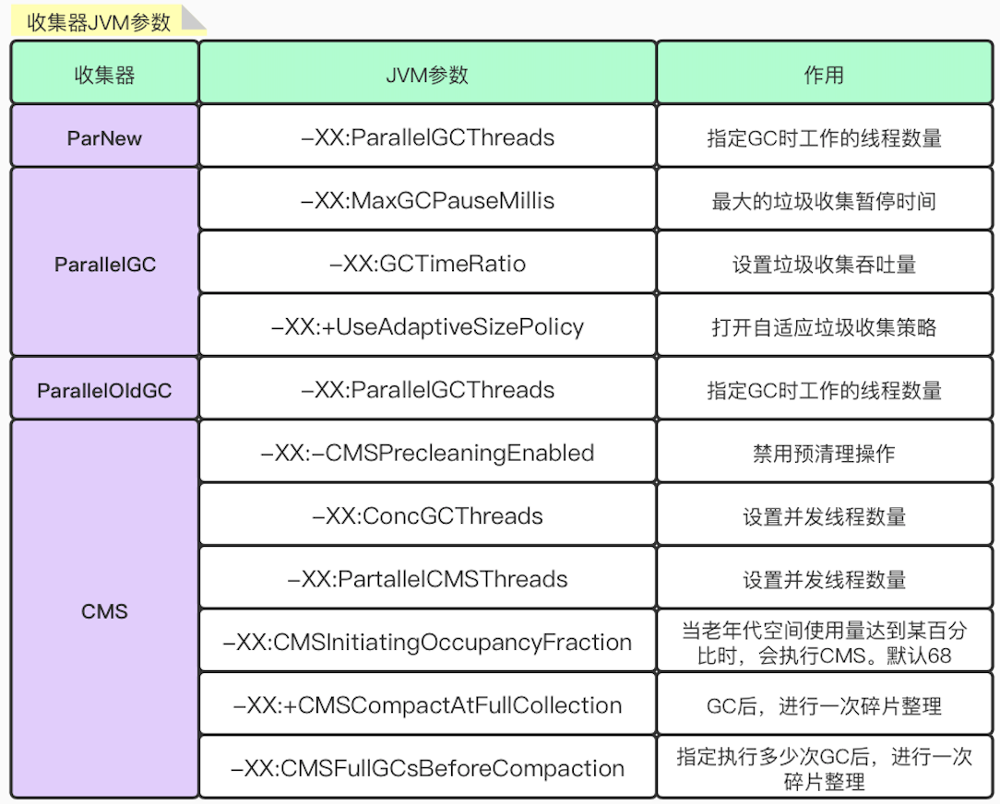 收集器JVM参数
收集器
JVM参数
作用
ParNew
-XX:ParallelGCThreads
指定GC时工作的线程数量
ParallelGC
-XX:MaxGCPauseMillis
最大的垃圾收集暂停时间
-XX:GCTimeRatio
设置垃圾收集吞吐量
-XX:+UseAdaptiveSizePolicy
打开自适应垃圾收集策略
ParallelOldGC
-XX:ParallelGCThreads
指定GC时工作的线程数量
CMS
-XX:-CMSPrecleaningEnabled
禁用预清理操作
-XX:ConcGCThreads
设置并发线程数量
-XX:PartallelCMSThreads
设置并发线程数量
-XX:CMSInitiatingOccupancyFraction
当老年代空间使用量达到某百分
比时，会执行CMS。默认68
-XX:+CMSCompactAtFullCollection
GC后，进行一次碎片整理
-XX:CMSFullGCsBeforeCompaction
指定执行多少次GC后，进行一次
碎片整理